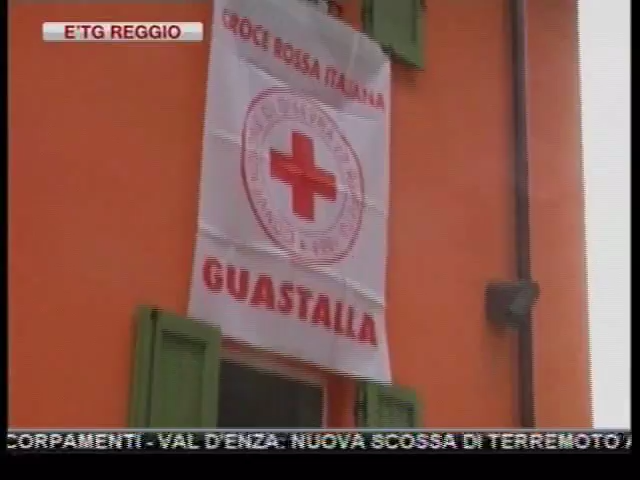 E'TG REGGIO
CROCE ROSSA ITALIANA
GUASTALLA
CORPAMENTI - VAL D'ENZA: NUOVA SCOSSA DI TERREMOTO